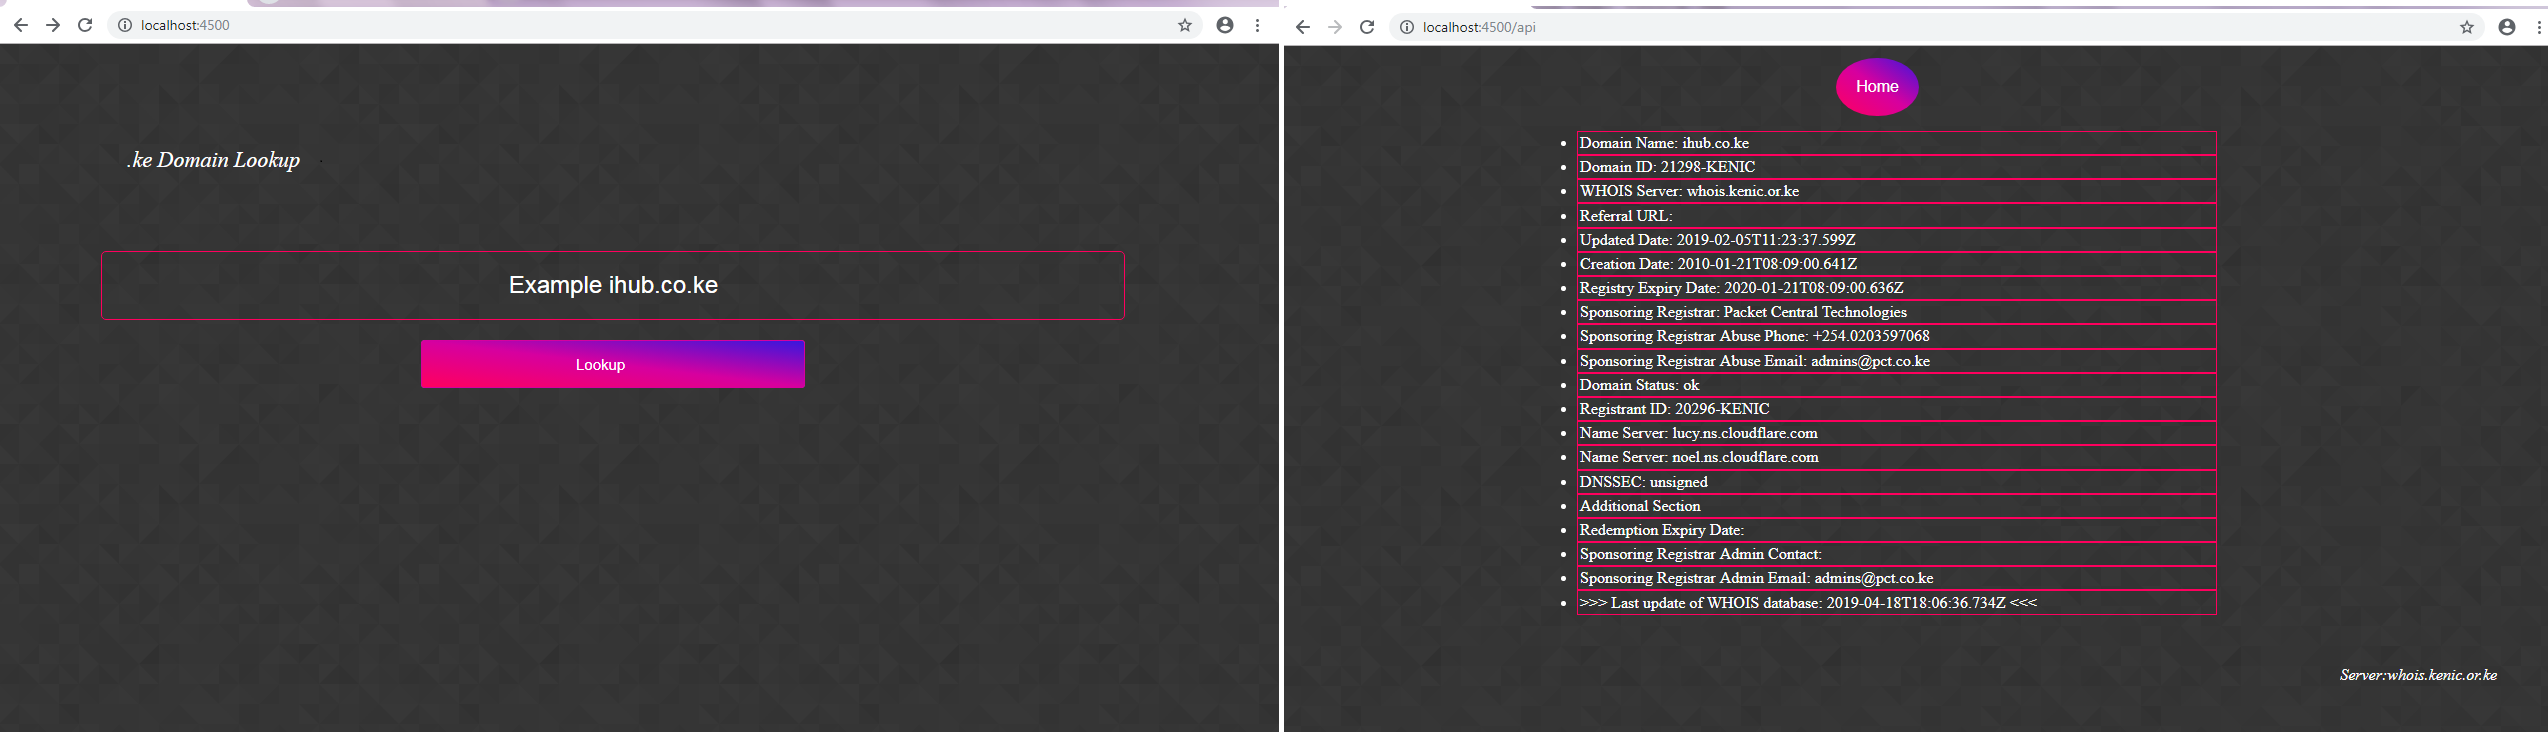 localhost:4500
.ke Domain Lookup
Example ihub.co.ke
Lookup
localhost:4500/api
Home
Domain Name: ihub.co.ke
Domain ID: 21298-KENIC
WHOIS Server: whois.kenic.or.ke
Referral URL:
Updated Date: 2019-02-05T11:23:37.599Z
Creation Date: 2010-01-21T08:09:00.641Z
Registry Expiry Date: 2020-01-21T08:09:00.636Z
Sponsoring Registrar: Packet Central Technologies
Sponsoring Registrar Abuse Phone: +254.0203597068
Sponsoring Registrar Abuse Email: admins@pct.co.ke
Domain Status: ok
Registrant ID: 20296-KENIC
Name Server: lucy.ns.cloudflare.com
Name Server: noel.ns.cloudflare.com
DNSSEC: unsigned
Additional Section
Redemption Expiry Date:
Sponsoring Registrar Admin Contact:
Sponsoring Registrar Admin Email: admins@pct.co.ke
>>> Last update of WHOIS database: 2019-04-18T18:06:36.734Z <<<
Server:whois.kenic.or.ke